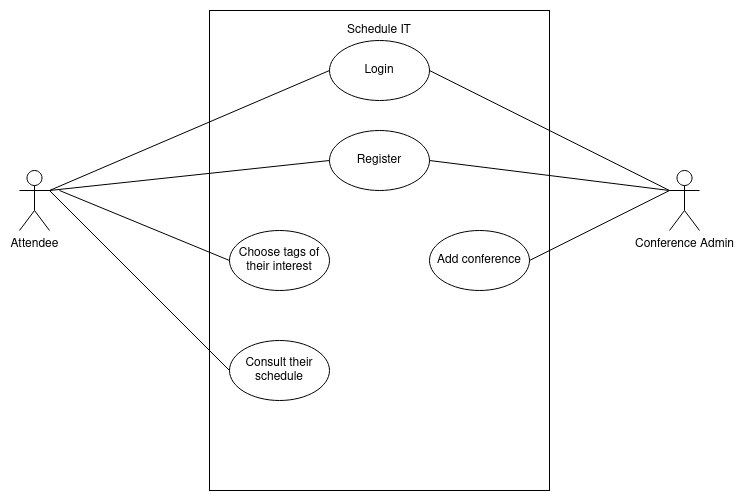 Schedule IT
Login
Register
Attendee
Conference Admin
Choose tags of
their interest
Add conference
Consult their
schedule